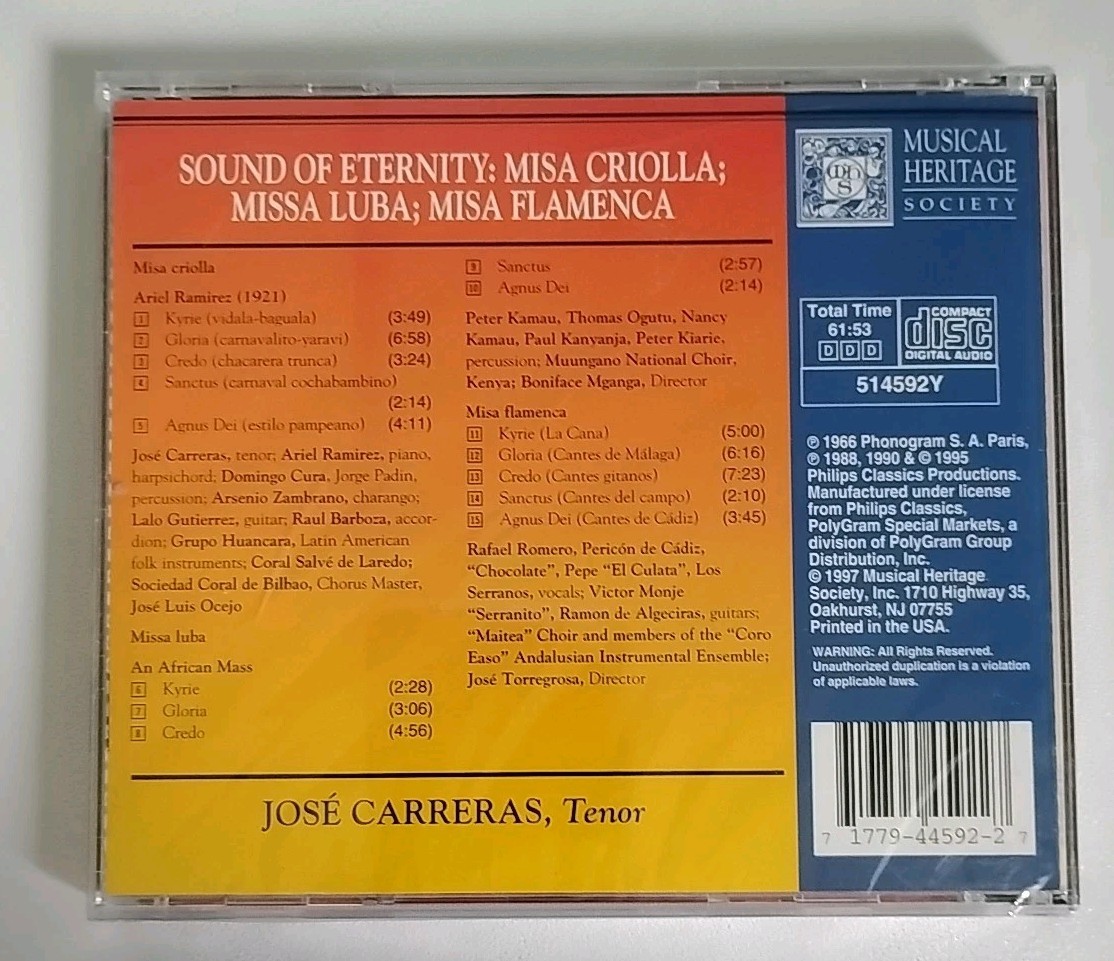 SOUND OF ETERNITY: MISA CRIOLLA;
MISSA LUBA; MISA FLAMENCA
Misa criolla
Ariel Ramirez (1921)
1 Kyrie (vidala-baguala) (3:49)
2 Gloria (carnavalito-yaravi) (6:58)
3 Credo (chacarera trunca) (3:24)
4 Sanctus (carnaval cochabambino)
(2:14)
5 Agnus Dei (estilo pampeano) (4:11)
José Carreras, tenor; Ariel Ramirez, piano,
harpsichord; Domingo Cura, Jorge Padin,
percussion; Arsenio Zambrano, charango;
Lalo Gutierrez, guitar; Raul Barboza, accor-
dion; Grupo Huancara, Latin American
folk instruments; Coral Salvé de Laredo;
Sociedad Coral de Bilbao, Chorus Master,
José Luis Ocejo
Missa luba
An African Mass
6 Kyrie (2:28)
7 Gloria (3:06)
8 Credo (4:56)
9 Sanctus (2:57)
10 Agnus Dei (2:14)
Peter Kamau, Thomas Ogutu, Nancy
Kamau, Paul Kanyanja, Peter Kiarie,
percussion; Muungano National Choir,
Kenya; Boniface Mganga, Director
Misa flamenca
11 Kyrie (La Cana) (5:00)
12 Gloria (Cantes de Málaga) (6:16)
13 Credo (Cantes gitanos) (7:23)
14 Sanctus (Cantes del campo) (2:10)
15 Agnus Dei (Cantes de Cádiz) (3:45)
Rafael Romero, Pericón de Cádiz,
"Chocolate", Pepe "El Culata", Los
Serranos, vocals; Victor Monje
"Serranito", Ramon de Algeciras, guitars;
"Maitea" Choir and members of the "Coro
Easo" Andalusian Instrumental Ensemble;
José Torregrosa, Director
JOSÉ CARRERAS, Tenor
mhs
MUSICAL
HERITAGE
SOCIETY
Total Time
61:53
DDD
COMPACT
disc
DIGITAL AUDIO
514592Y
℗ 1966 Phonogram S. A. Paris,
℗ 1988, 1990 & © 1995
Philips Classics Productions.
Manufactured under license
from Philips Classics,
PolyGram Special Markets, a
division of PolyGram Group
Distribution, Inc.
© 1997 Musical Heritage
Society, Inc. 1710 Highway 35,
Oakhurst, NJ 07755
Printed in the USA.
WARNING: All Rights Reserved.
Unauthorized duplication is a violation
of applicable laws.
7 1779-44592-2 7